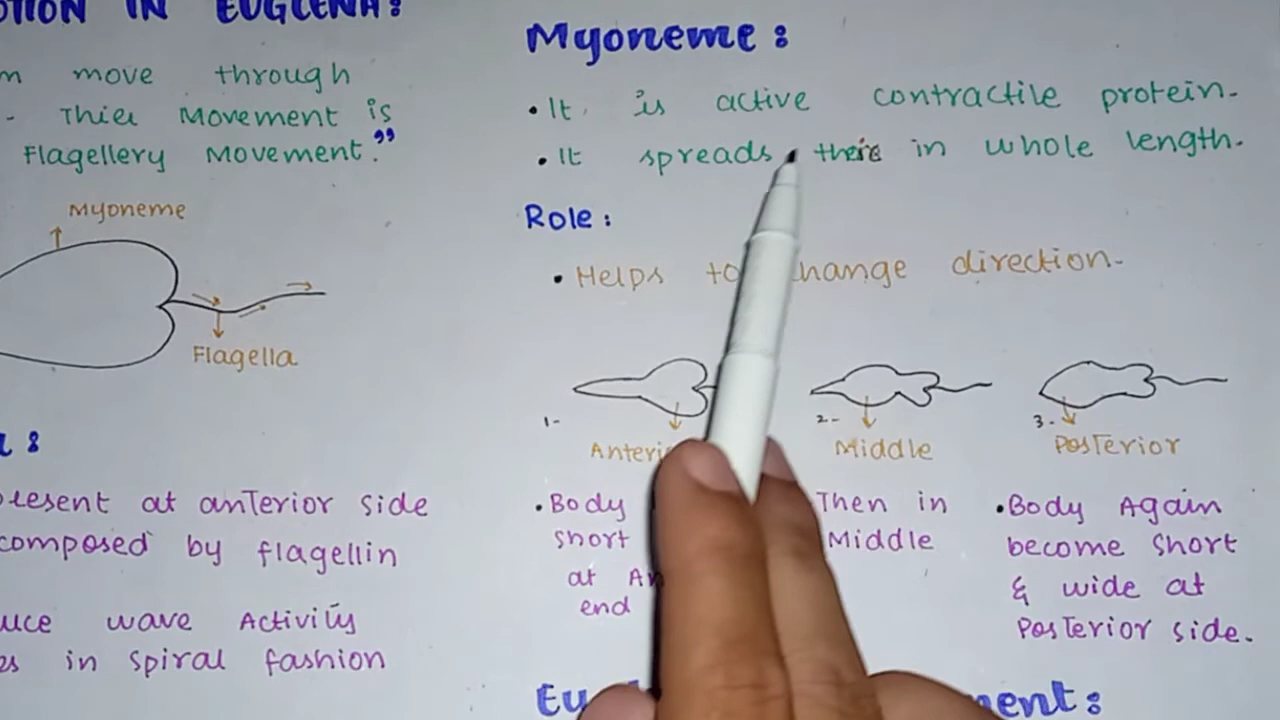 IN EUGLENA:
move through
- Thier Movement is
Flagellery Movement."
Myoneme
Flagella
:
at anTerior side
composed by flagellin
wave Activity
in spiral fashion
Myoneme :
• It is active contractile protein.
• It spreads there in whole length.
Role :
• Helps to change direction.
1- 2- 3-
Middle Posterior
• Body
short
at
end
Then in
Middle
• Body Again
become short
& wide at
PosTerior side.